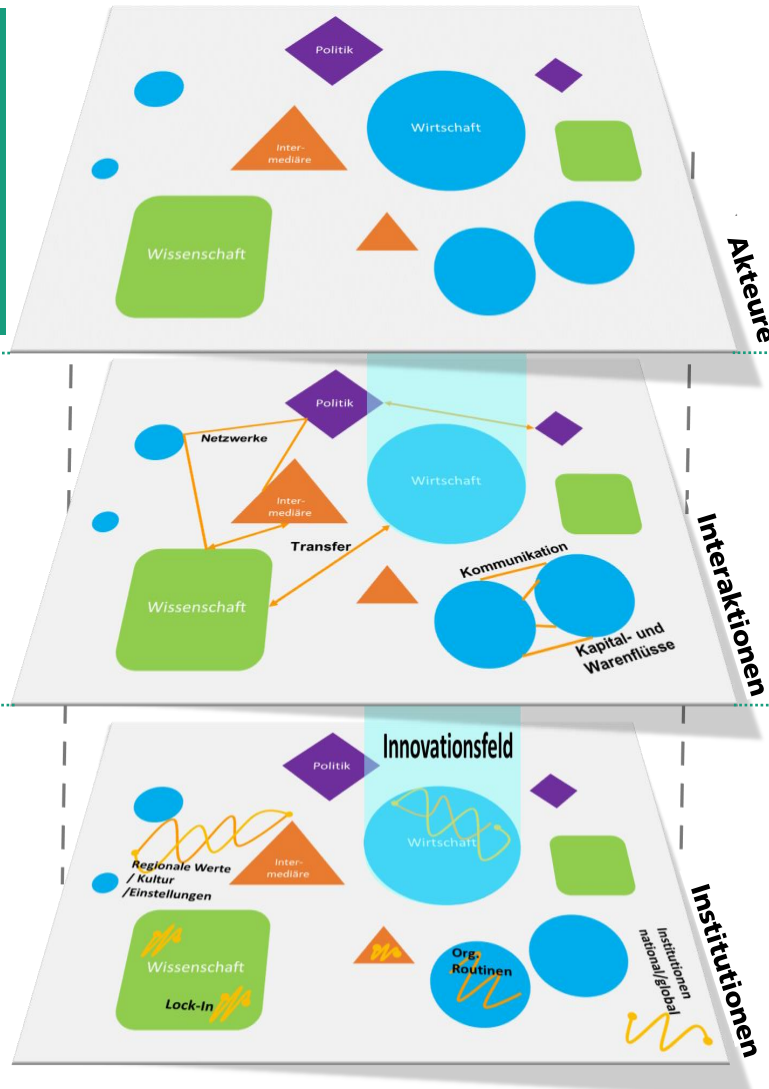 Politik
Wirtschaft
Inter-
mediäre
Wissenschaft
Akteure
Politik
Netzwerke
Wirtschaft
Inter-
mediäre
Transfer
Kommunikation
Wissenschaft
Kapital- und
Warenflüsse
Interaktionen
Innovationsfeld
Politik
Wirtschaft
Regionale Werte
/ Kultur
/Einstellungen
Inter-
mediäre
Wissenschaft
Lock-In
Org.
Routinen
Institutionen
national/global
Institutionen